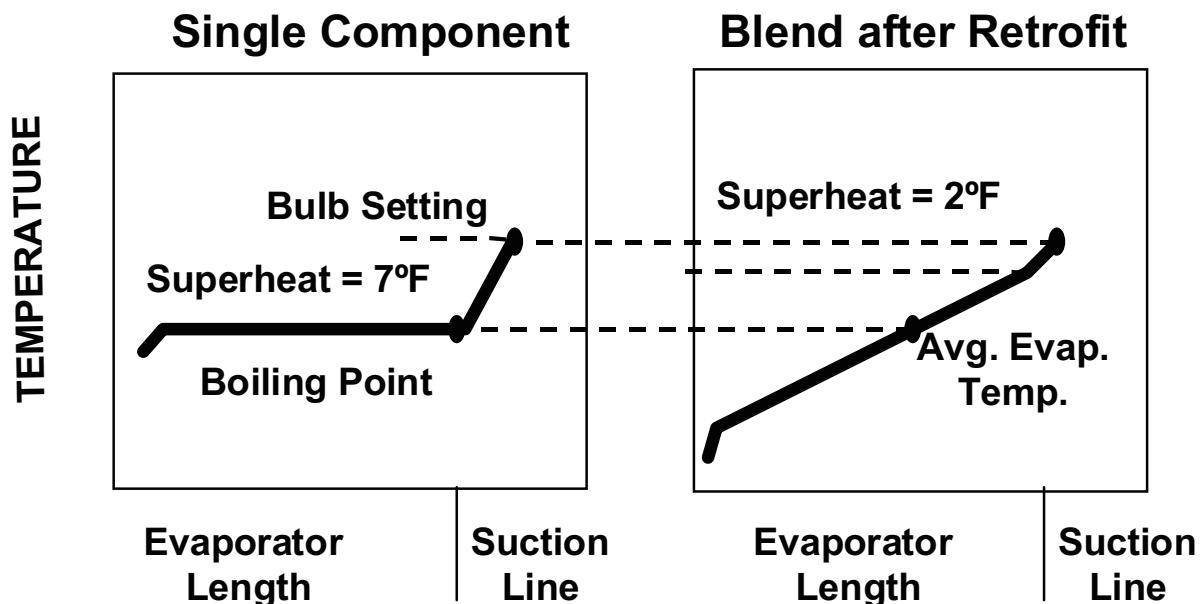 Single Component
Blend after Retrofit
TEMPERATURE
Bulb Setting
Superheat = 7ºF
Boiling Point
Superheat = 2ºF
Avg. Evap.
Temp.
Evaporator
Length
Suction
Line
Evaporator
Length
Suction
Line